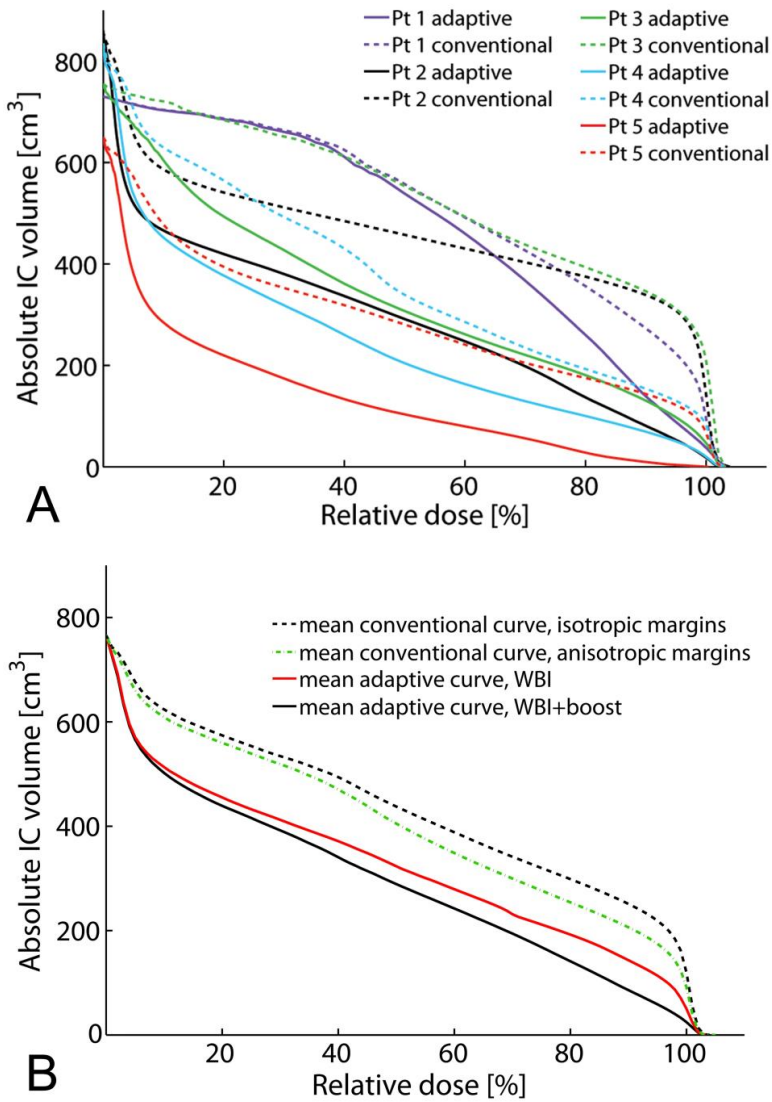 Pt 1 adaptive
Pt 1 conventional
Pt 2 adaptive
Pt 2 conventional
Pt 3 adaptive
Pt 3 conventional
Pt 4 adaptive
Pt 4 conventional
Pt 5 adaptive
Pt 5 conventional
Absolute IC volume [cm³]
800
600
400
200
0
20 40 60 80 100
Relative dose [%]
A
mean conventional curve, isotropic margins
mean conventional curve, anisotropic margins
mean adaptive curve, WBI
mean adaptive curve, WBI+boost
Absolute IC volume [cm³]
800
600
400
200
0
20 40 60 80 100
Relative dose [%]
B